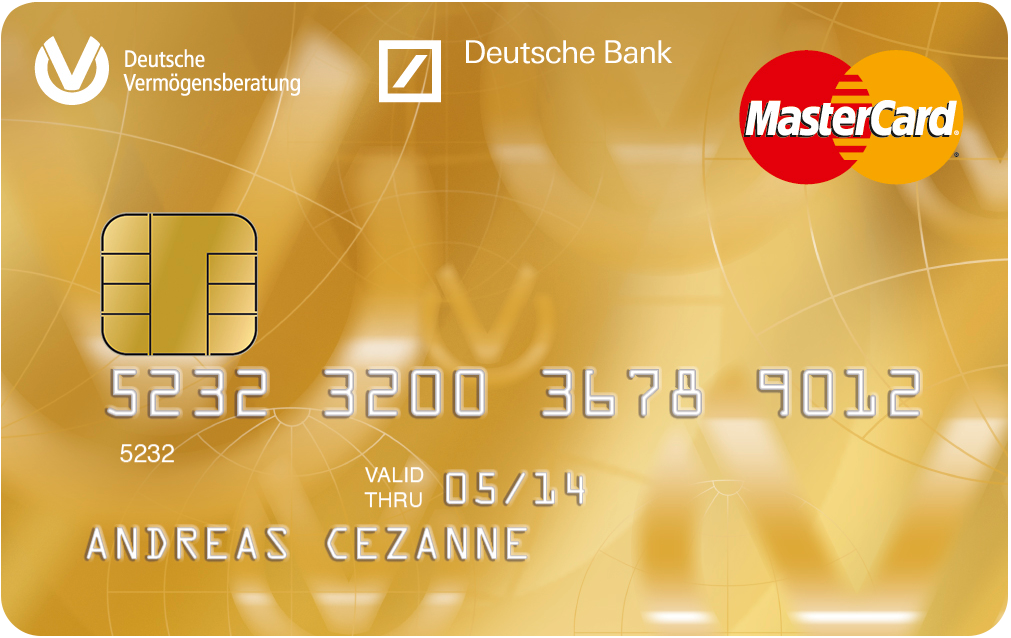 Deutsche
Vermögensberatung
Deutsche Bank
MasterCard
5232 3200 3678 9012
5232
VALID
THRU 05/14
ANDREAS CEZANNE